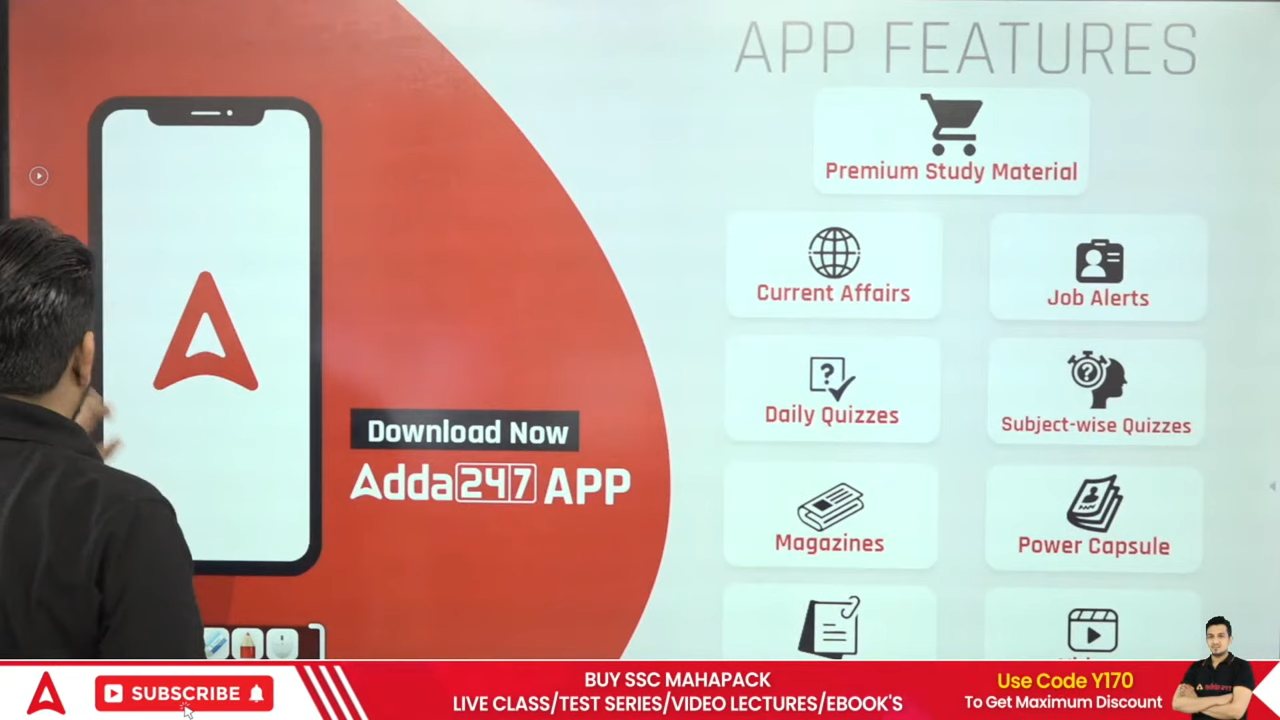 APP FEATURES
Premium Study Material
Current Affairs
Job Alerts
Daily Quizzes
Subject-wise Quizzes
Magazines
Power Capsule
Download Now
Adda247 APP
SUBSCRIBE
BUY SSC MAHAPACK
LIVE CLASS/TEST SERIES/VIDEO LECTURES/EBOOK'S
Use Code Y170
To Get Maximum Discount